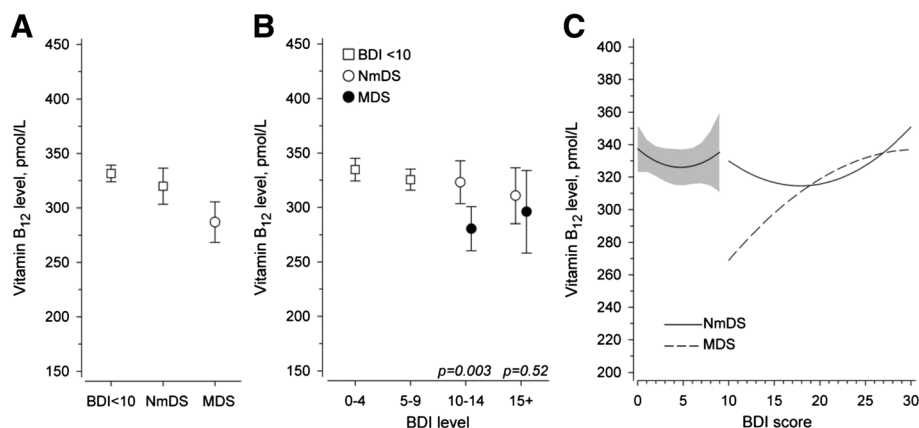 A
Vitamin B12 level, pmol/L
450
400
350
300
250
200
150
BDI<10 NmDS MDS
B
Vitamin B12 level, pmol/L
450
400
350
300
250
200
150
BDI <10
NmDS
MDS
p=0.003 p=0.52
0-4 5-9 10-14 15+
BDI level
C
Vitamin B12 level, pmol/L
400
380
360
340
320
300
280
260
240
220
200
NmDS
MDS
0 5 10 15 20 25 30
BDI score